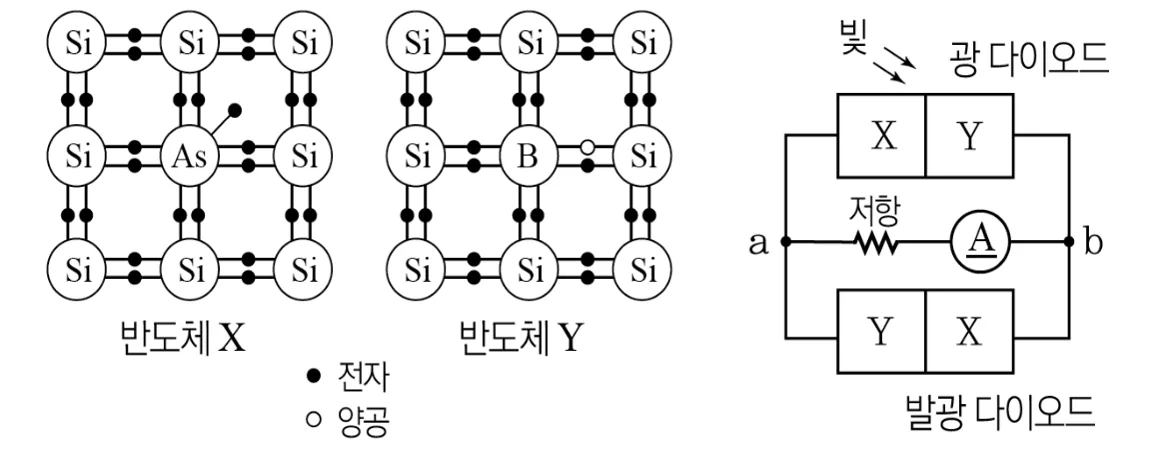 Si Si Si
Si As Si
Si Si Si
반도체 X
Si Si Si
Si B Si
Si Si Si
반도체 Y
● 전자
○ 양공
빛
광 다이오드
X Y
저항
a A b
Y X
발광 다이오드